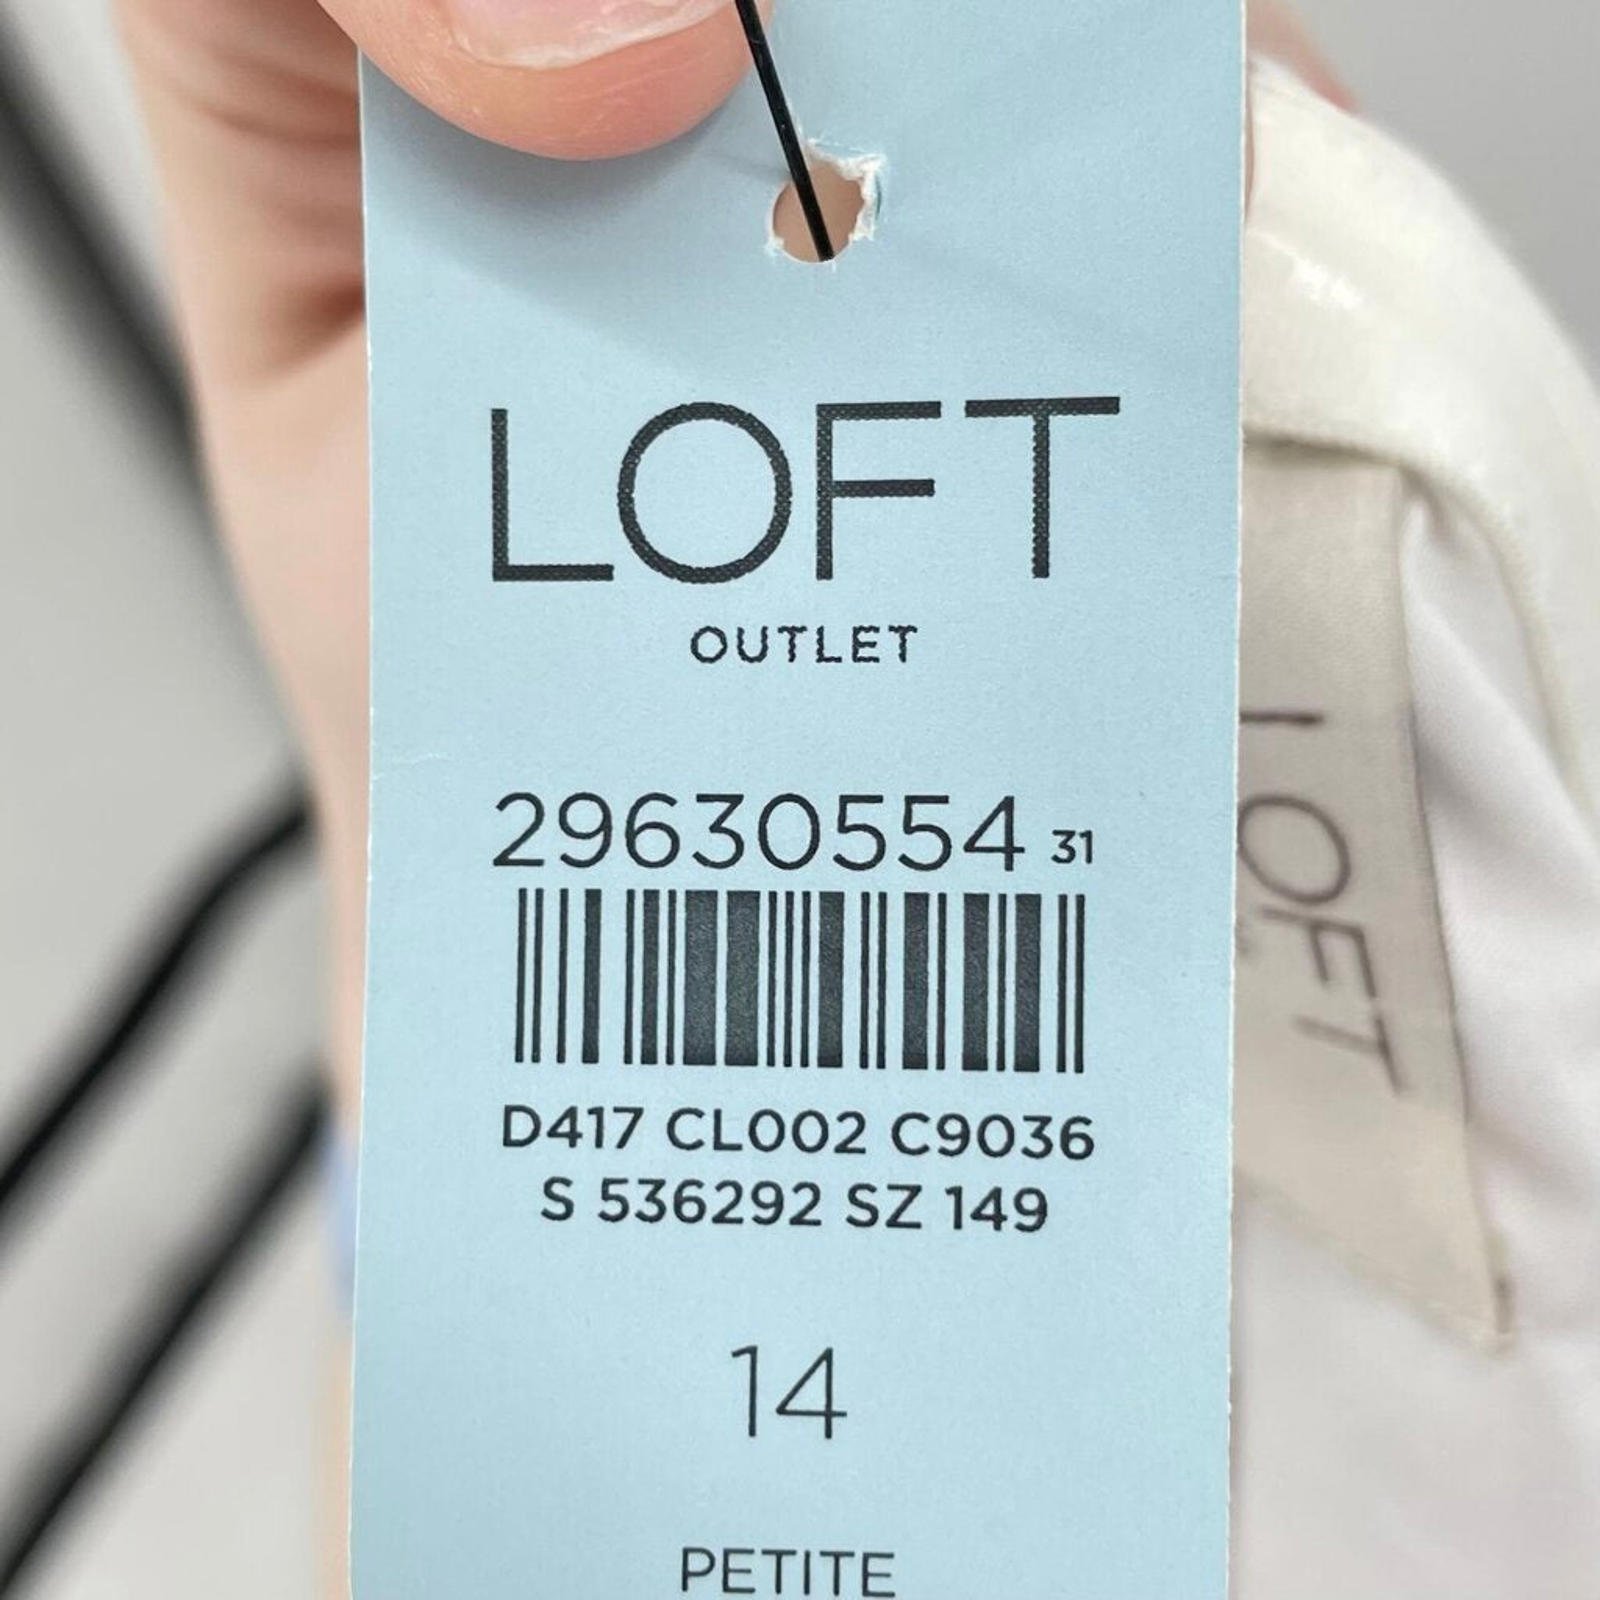 LOFT
OUTLET
29630554 31
D417 CL002 C9036
S 536292 SZ 149
14
PETITE
LOFT